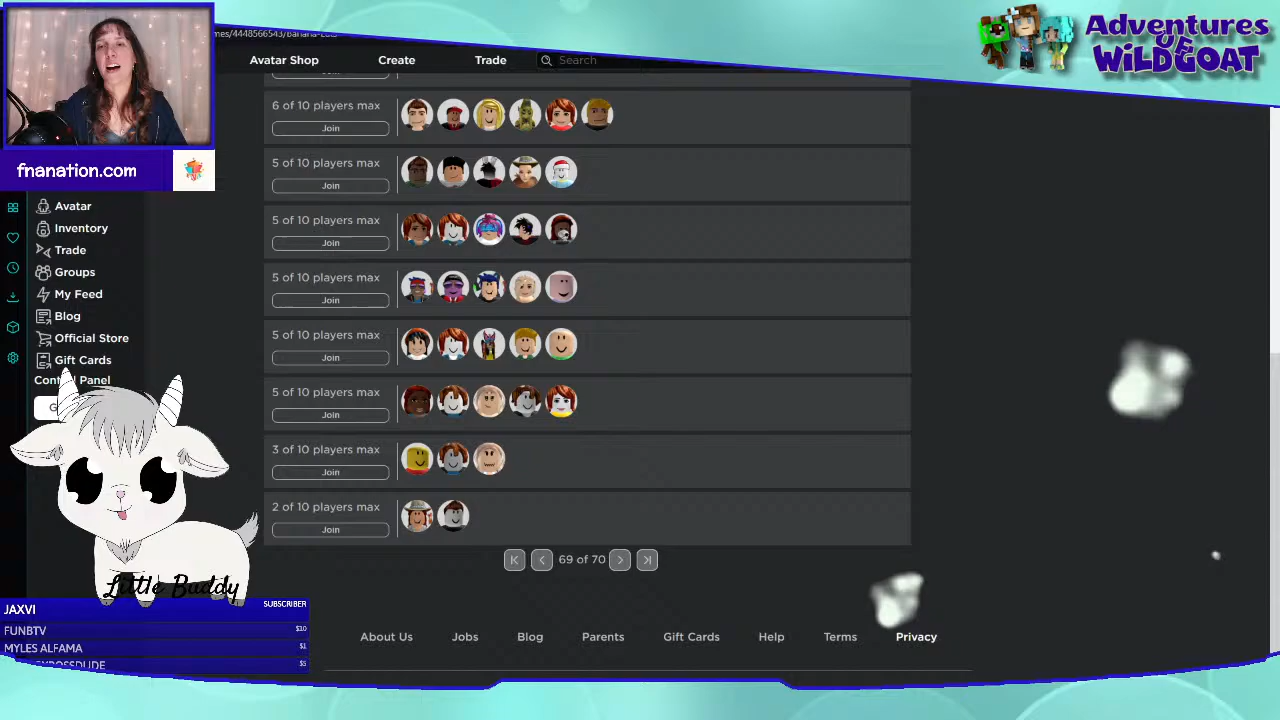 Adventures
OF
WiLDGOAT
Avatar Shop
Create
Trade
Search
6 of 10 players max
Join
5 of 10 players max
Join
5 of 10 players max
Join
5 of 10 players max
Join
5 of 10 players max
Join
5 of 10 players max
Join
3 of 10 players max
Join
2 of 10 players max
Join
69 of 70
fnanation.com
Avatar
Inventory
Trade
Groups
My Feed
Blog
Official Store
Gift Cards
Little Buddy
JAXVI
SUBSCRIBER
FUNBTV
$10
MYLES ALFAMA
$1
$5
About Us
Jobs
Blog
Parents
Gift Cards
Help
Terms
Privacy